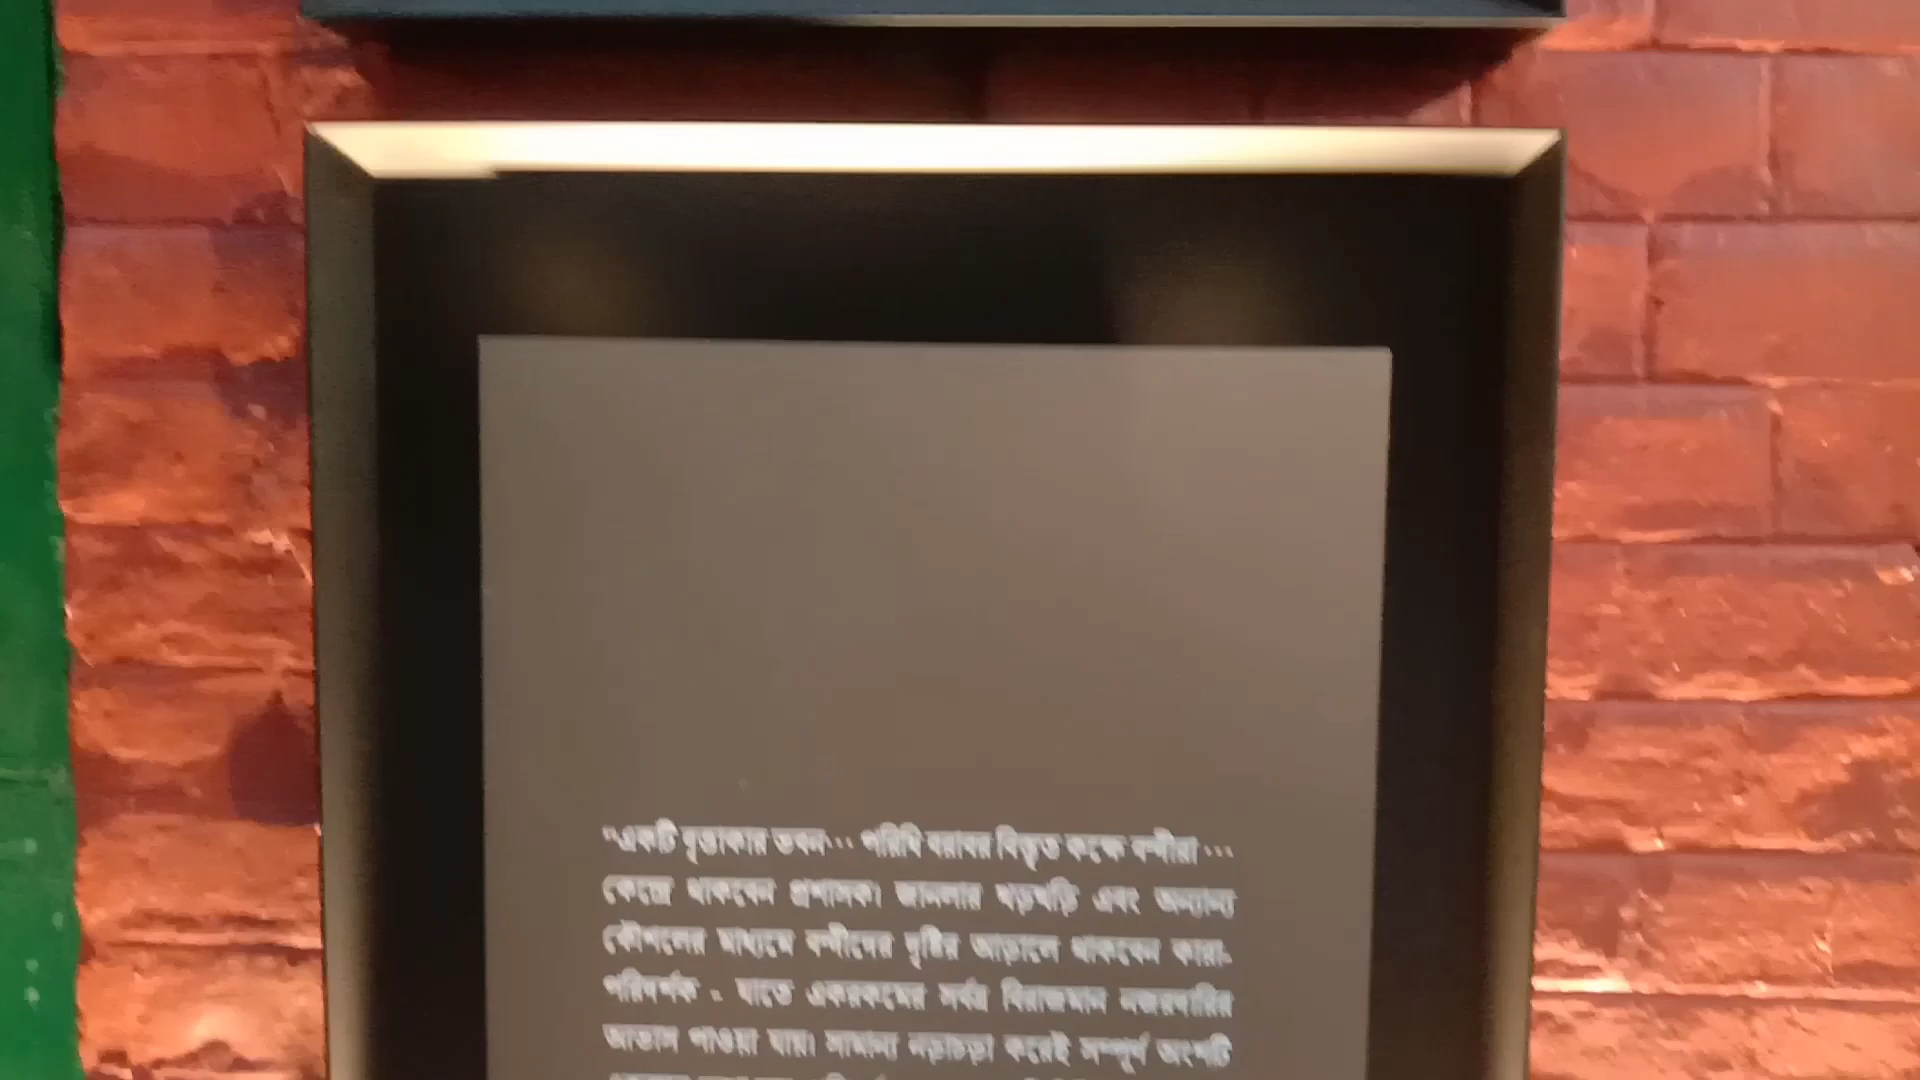 “একটি বৃত্তাকার ভবন··· পরিধি বরাবর বিস্তৃত কক্ষে বন্দীরা ···
কেন্দ্রে থাকবেন প্রশাসক। জানলার খড়খড়ি এবং অন্যান্য
কৌশলের মাধ্যমে বন্দীদের দৃষ্টির আড়ালে থাকবেন কারা-
পরিদর্শক - যাতে একরকমের সর্বত্র বিরাজমান নজরদারির
আভাস পাওয়া যায়। সামান্য নড়াচড়া করেই সম্পূর্ণ অংশটি